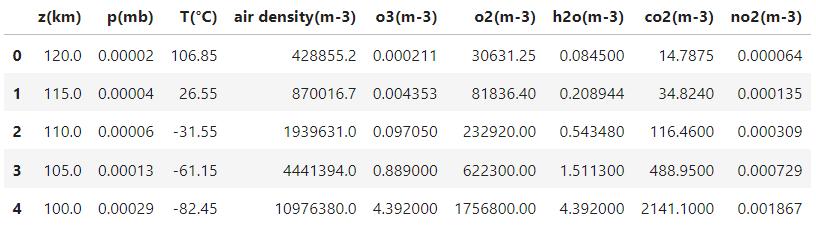 z(km) p(mb) T(°C) air density(m-3) o3(m-3) o2(m-3) h2o(m-3) co2(m-3) no2(m-3)
0 120.0 0.00002 106.85 428855.2 0.000211 30631.25 0.084500 14.7875 0.000064
1 115.0 0.00004 26.55 870016.7 0.004353 81836.40 0.208944 34.8240 0.000135
2 110.0 0.00006 -31.55 1939631.0 0.097050 232920.00 0.543480 116.4600 0.000309
3 105.0 0.00013 -61.15 4441394.0 0.889000 622300.00 1.511300 488.9500 0.000729
4 100.0 0.00029 -82.45 10976380.0 4.392000 1756800.00 4.392000 2141.1000 0.001867